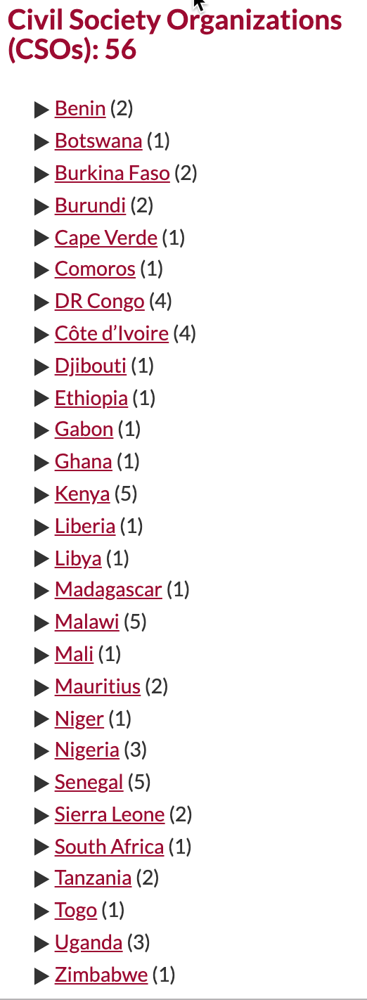 Civil Society Organizations
(CSOs): 56
▶ Benin (2)
▶ Botswana (1)
▶ Burkina Faso (2)
▶ Burundi (2)
▶ Cape Verde (1)
▶ Comoros (1)
▶ DR Congo (4)
▶ Côte d’Ivoire (4)
▶ Djibouti (1)
▶ Ethiopia (1)
▶ Gabon (1)
▶ Ghana (1)
▶ Kenya (5)
▶ Liberia (1)
▶ Libya (1)
▶ Madagascar (1)
▶ Malawi (5)
▶ Mali (1)
▶ Mauritius (2)
▶ Niger (1)
▶ Nigeria (3)
▶ Senegal (5)
▶ Sierra Leone (2)
▶ South Africa (1)
▶ Tanzania (2)
▶ Togo (1)
▶ Uganda (3)
▶ Zimbabwe (1)